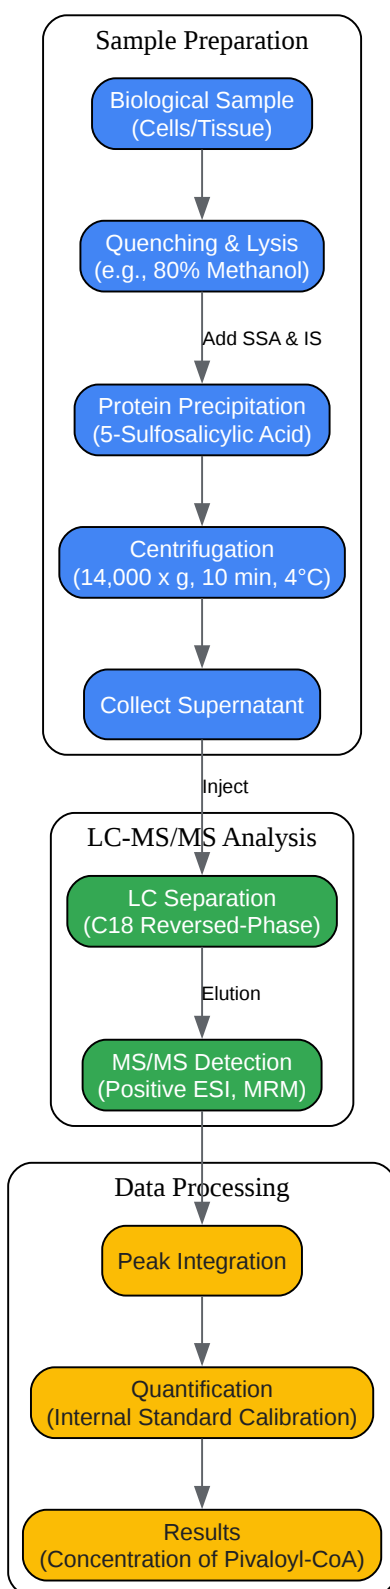 Sample Preparation
Biological Sample
(Cells/Tissue)
Quenching & Lysis
(e.g., 80% Methanol)
Add SSA & IS
Protein Precipitation
(5-Sulfosalicylic Acid)
Centrifugation
(14,000 x g, 10 min, 4°C)
Collect Supernatant
Inject
LC-MS/MS Analysis
LC Separation
(C18 Reversed-Phase)
Elution
MS/MS Detection
(Positive ESI, MRM)
Data Processing
Peak Integration
Quantification
(Internal Standard Calibration)
Results
(Concentration of Pivaloyl-CoA)